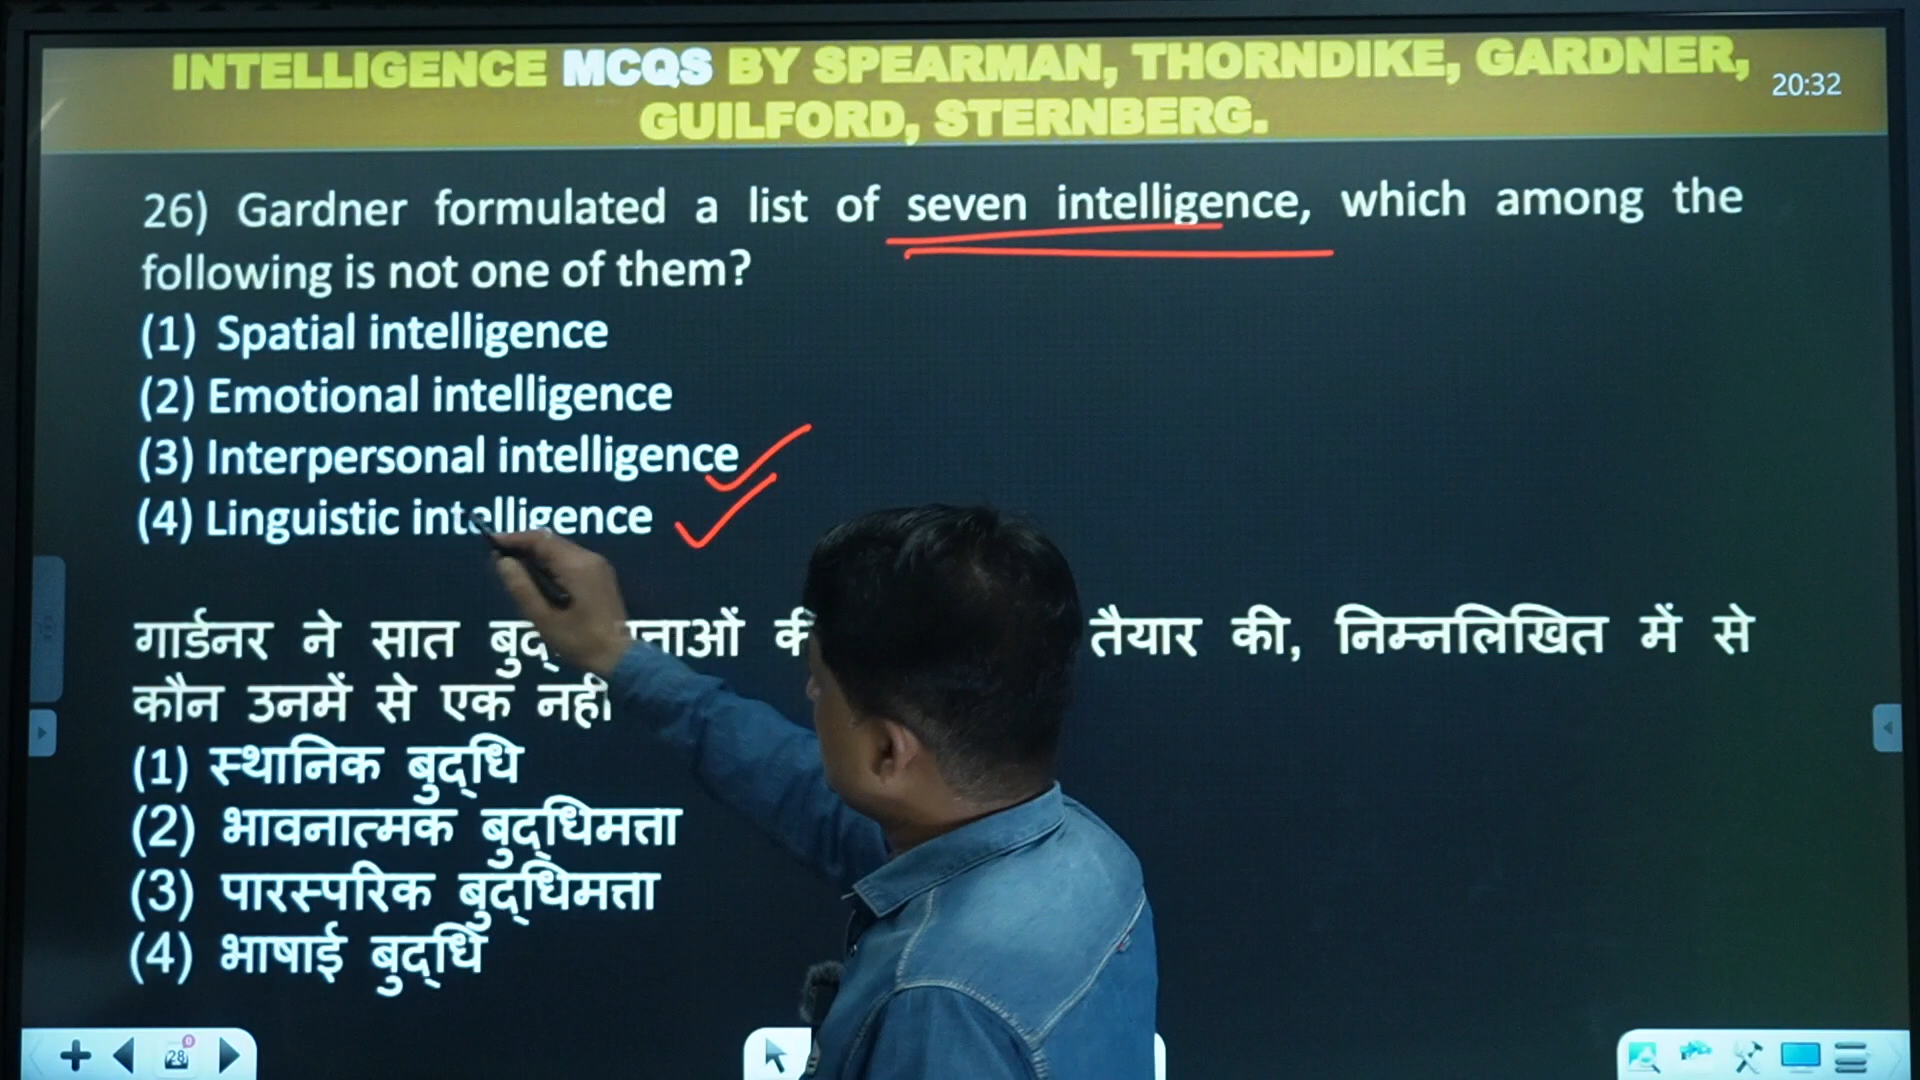 INTELLIGENCE MCQS BY SPEARMAN, THORNDIKE, GARDNER,
GUILFORD, STERNBERG.
20:32
26) Gardner formulated a list of seven intelligence, which among the
following is not one of them?
(1) Spatial intelligence
(2) Emotional intelligence
(3) Interpersonal intelligence
(4) Linguistic intelligence
गार्डनर ने सात तैयार की, निम्नलिखित में से
कौन उनमें से एक नहीं
(1) स्थानिक बुद्धि
(2) भावनात्मक बुद्धिमत्ता
(3) पारस्परिक बुद्धिमत्ता
(4) भाषाई बुद्धि
28